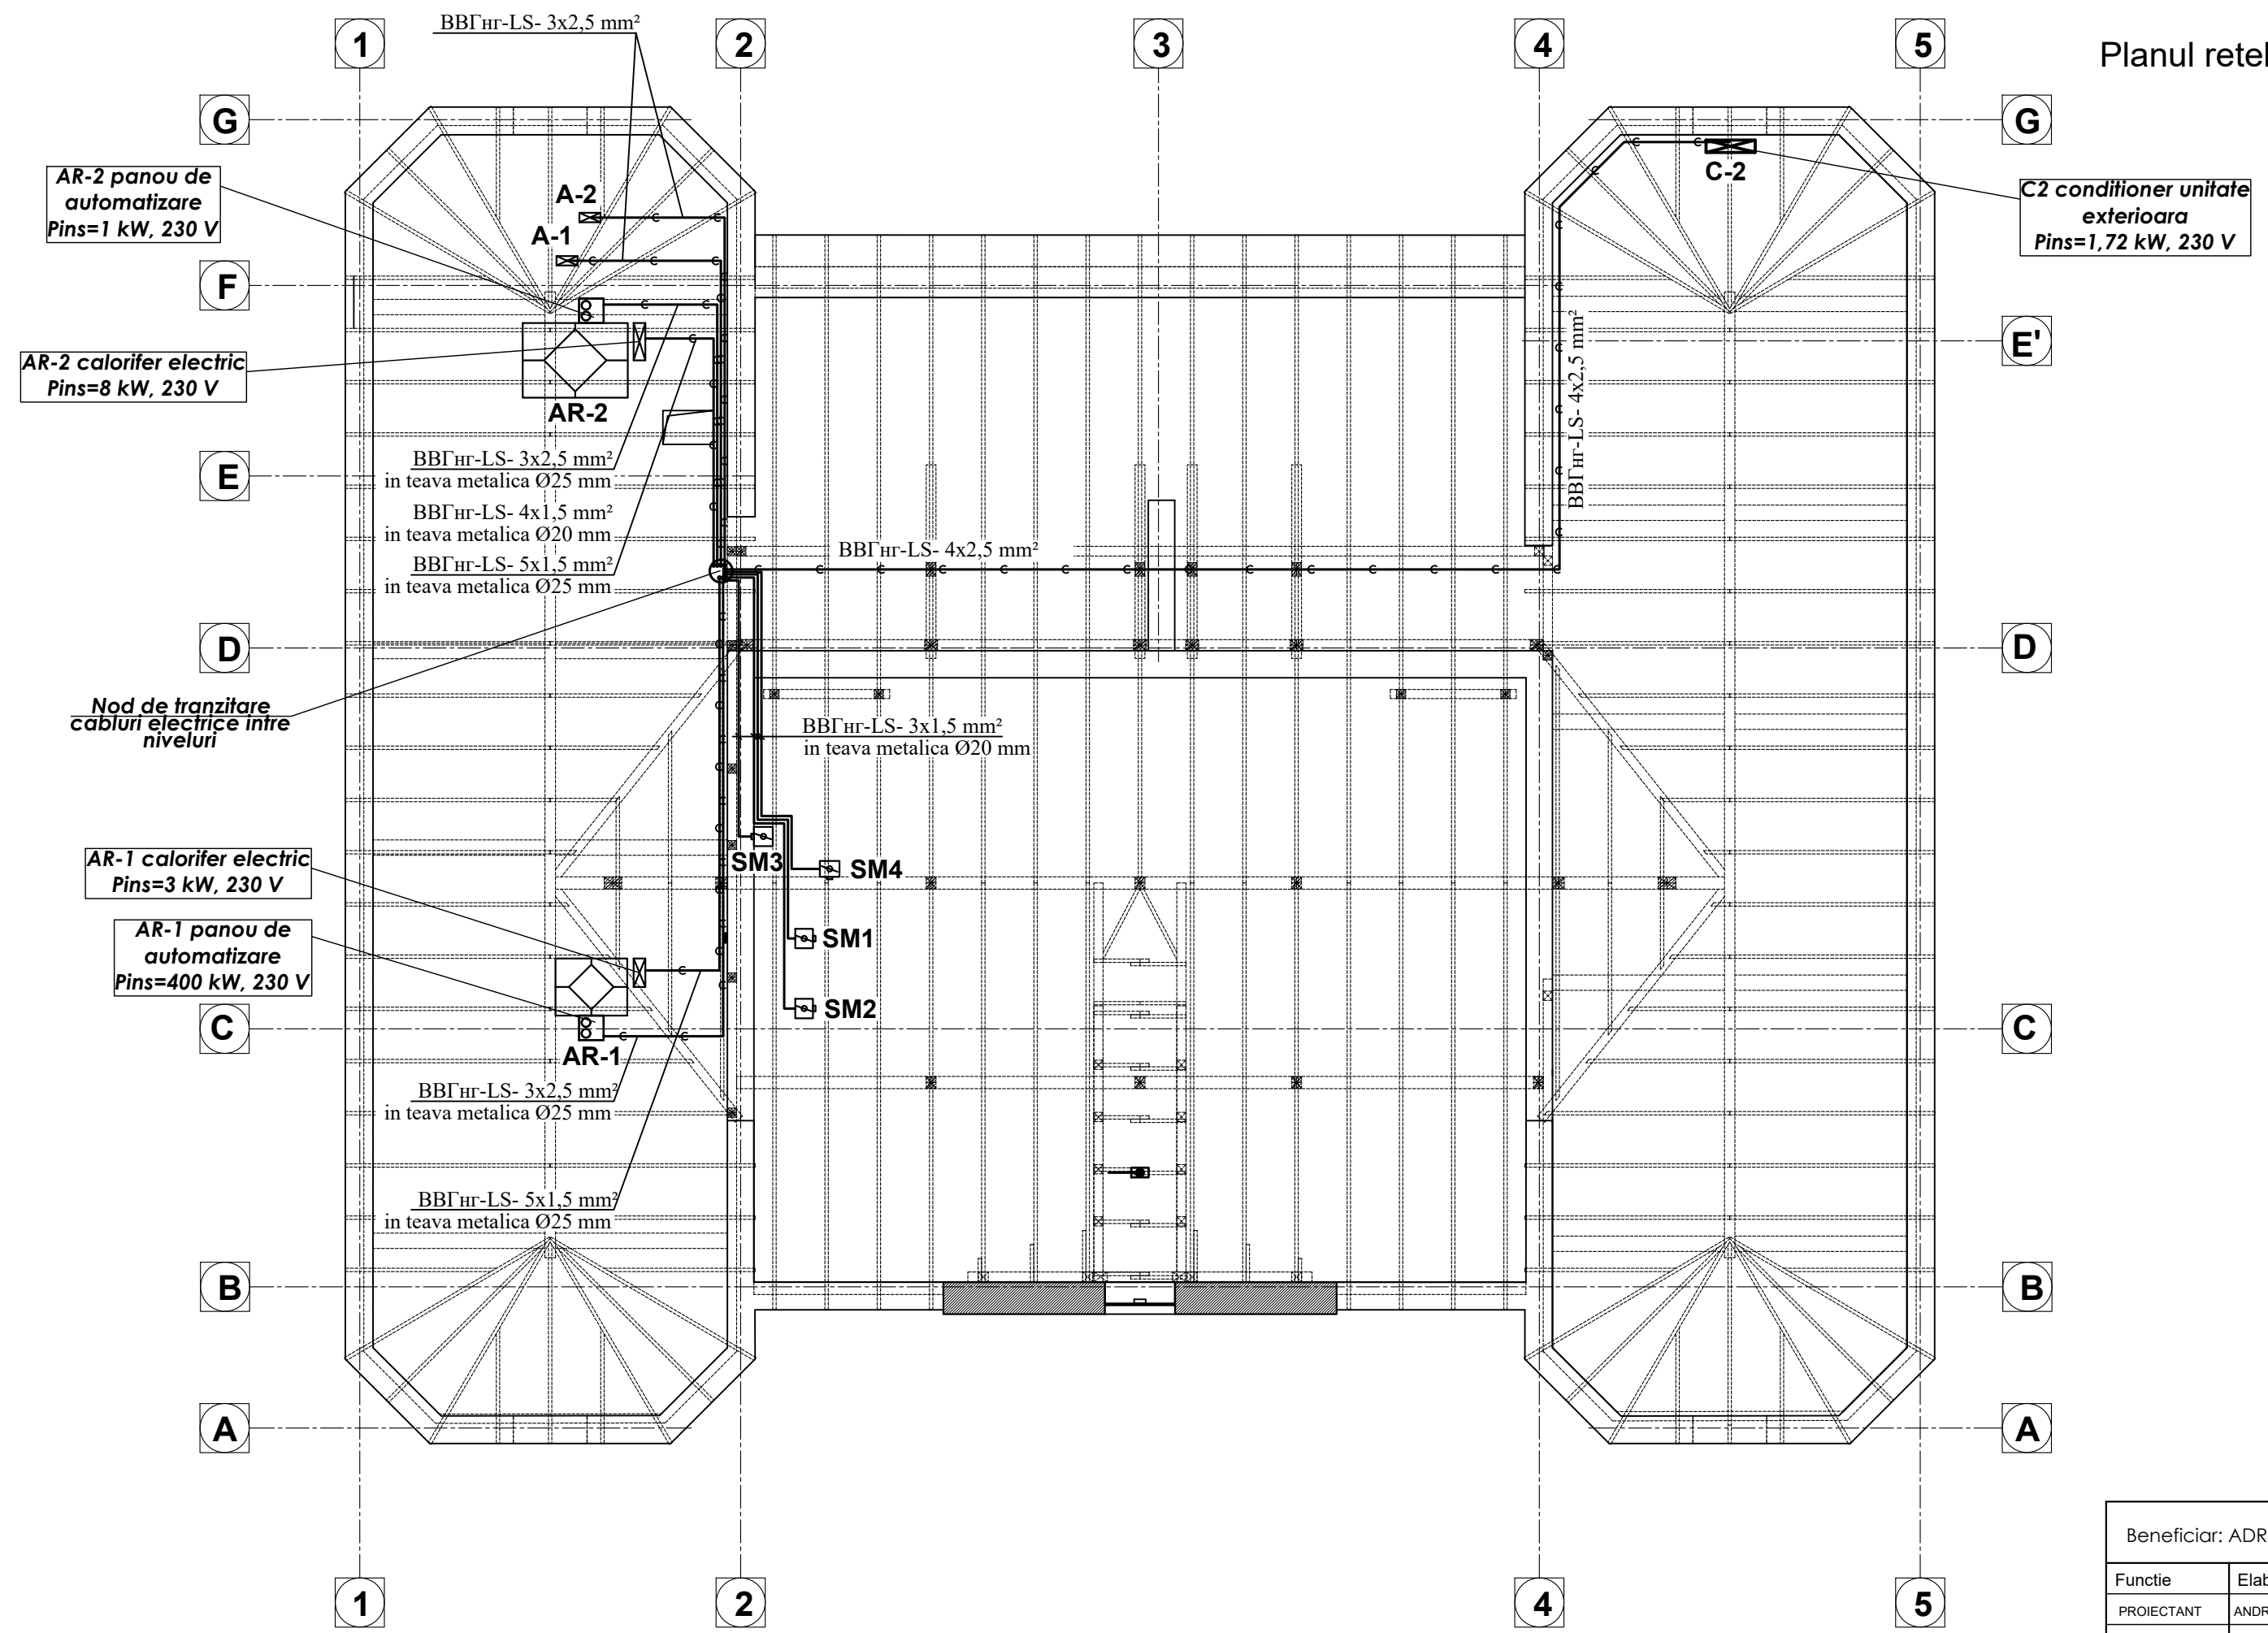 ВВГнг-LS- 3x2,5 mm²
1
2
3
4
5
Planul retel
G
G
AR-2 panou de
automatizare
Pins=1 kW, 230 V
A-2
A-1
C-2
C2 conditioner unitate
exterioara
Pins=1,72 kW, 230 V
F
E'
AR-2 calorifer electric
Pins=8 kW, 230 V
AR-2
ВВГнг-LS- 4x2,5 mm²
E
ВВГнг-LS- 3x2,5 mm²
in teava metalica Ø25 mm
ВВГнг-LS- 4x1,5 mm²
in teava metalica Ø20 mm
ВВГнг-LS- 5x1,5 mm²
in teava metalica Ø25 mm
ВВГнг-LS- 4x2,5 mm²
D
D
Nod de tranzitare
cabluri electrice intre
niveluri
ВВГнг-LS- 3x1,5 mm²
in teava metalica Ø20 mm
AR-1 calorifer electric
Pins=3 kW, 230 V
SM3
SM4
SM1
SM2
AR-1 panou de
automatizare
Pins=400 kW, 230 V
C
C
AR-1
ВВГнг-LS- 3x2,5 mm²
in teava metalica Ø25 mm
ВВГнг-LS- 5x1,5 mm²
in teava metalica Ø25 mm
B
B
A
A
1
2
4
5
Beneficiar: ADR
Functie
Elab
PROIECTANT
ANDR